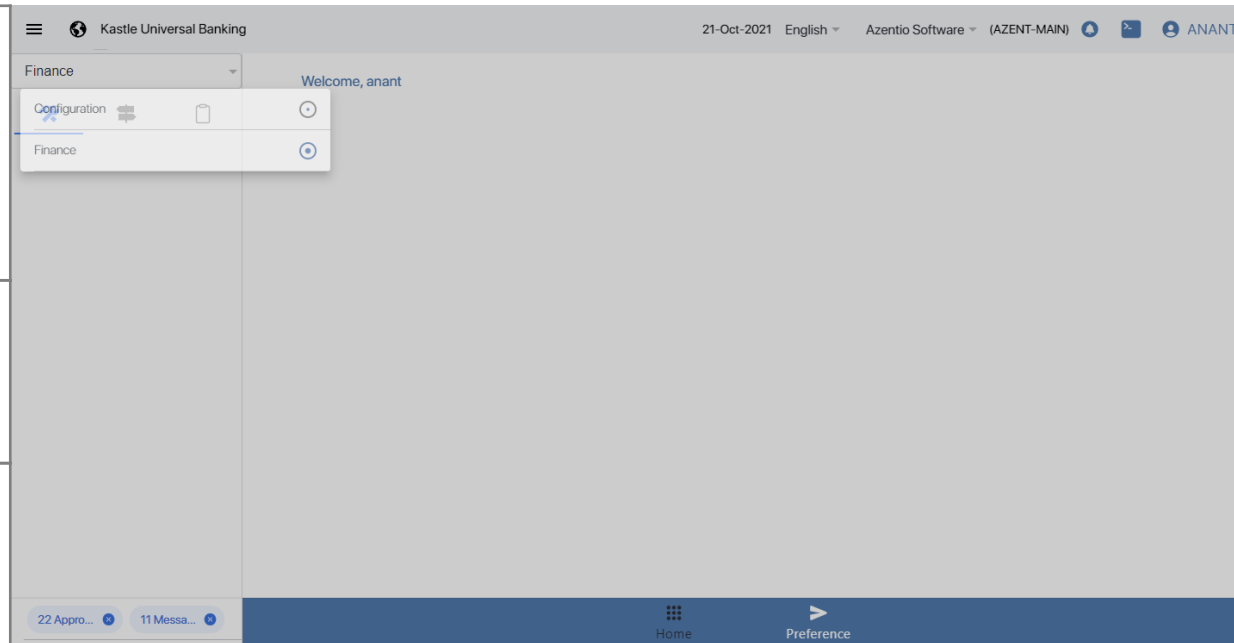 Kastle Universal Banking 21-Oct-2021 English Azentio Software (AZENT-MAIN) ANANT
Finance
Welcome, anant
Configuration
Finance
22 Appro... 11 Messa...
Home Preference